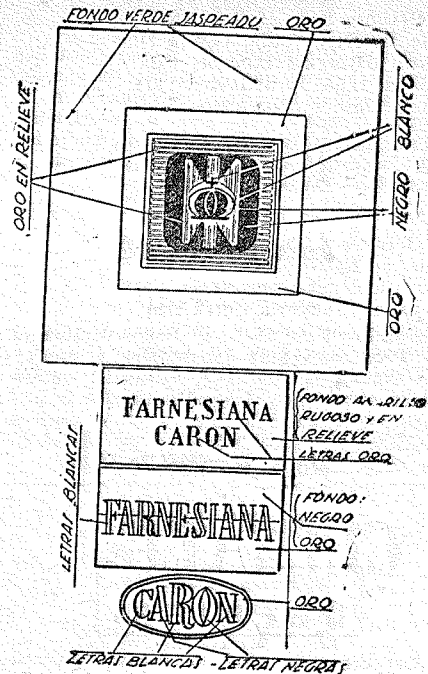 FONDO VERDE JASPEADO ORO
BLANCO
ORO EN RELIEVE
NEGRO
ORO
FARNESIANA
CARON
FONDO RUGOSO Y EN
RELIEVE
LETRAS ORO
LETRAS BLANCAS
FARNESIANA
FONDO:
NEGRO
ORO
CARON
ORO
LETRAS BLANCAS - LETRAS NEGRAS